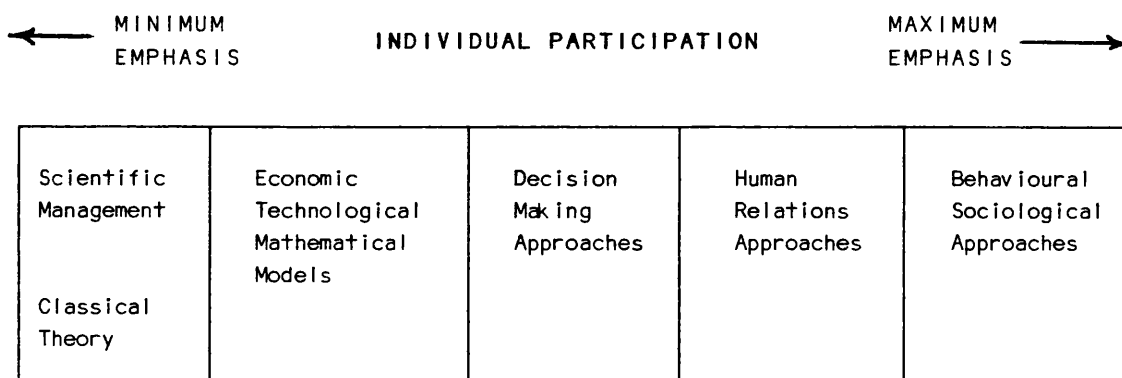 MINIMUM
EMPHASIS
INDIVIDUAL PARTICIPATION
MAXIMUM
EMPHASIS
Scientific
Management
Classical
Theory
Economic
Technological
Mathematical
Models
Decision
Making
Approaches
Human
Relations
Approaches
Behavioural
Sociological
Approaches